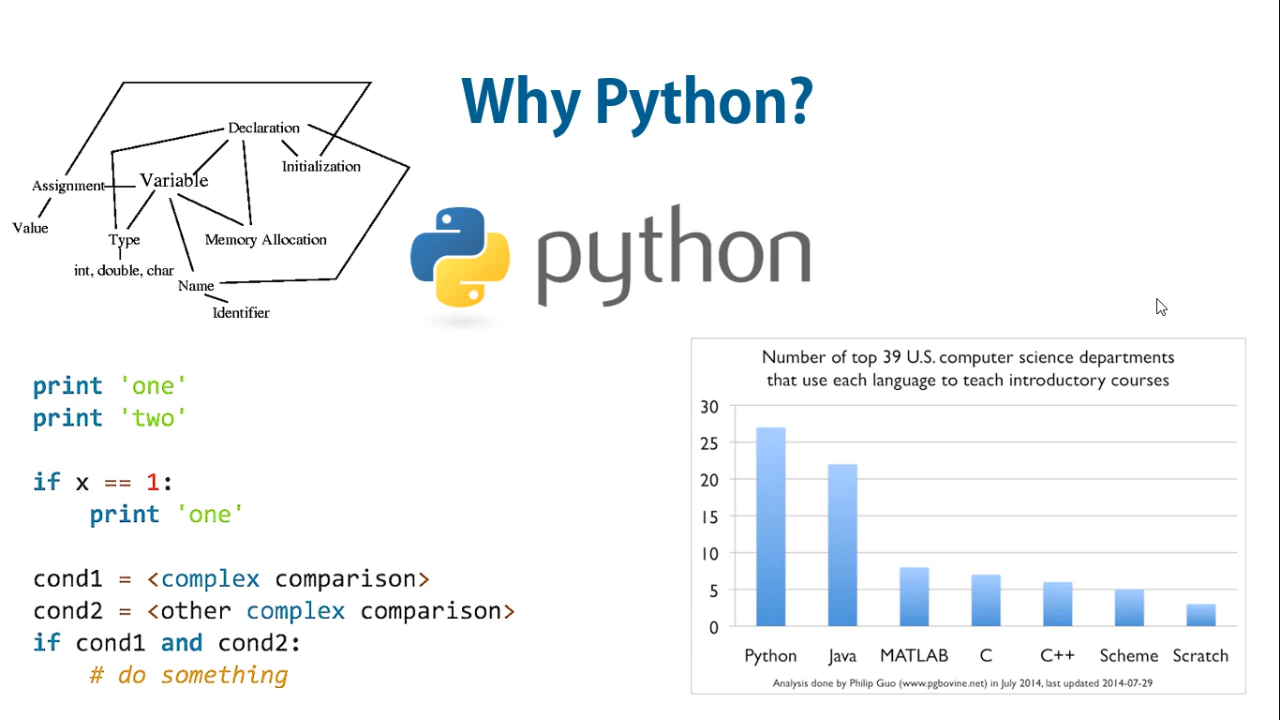 Why Python?
Declaration
Initialization
Assignment
Variable
Value
Type
Memory Allocation
int, double, char
Name
Identifier
python
print 'one'
print 'two'
if x == 1:
    print 'one'
cond1 = <complex comparison>
cond2 = <other complex comparison>
if cond1 and cond2:
    # do something
Number of top 39 U.S. computer science departments
that use each language to teach introductory courses
30
25
20
15
10
5
0
Python Java MATLAB C C++ Scheme Scratch
Analysis done by Philip Guo (www.pgbovine.net) in July 2014, last updated 2014-07-29